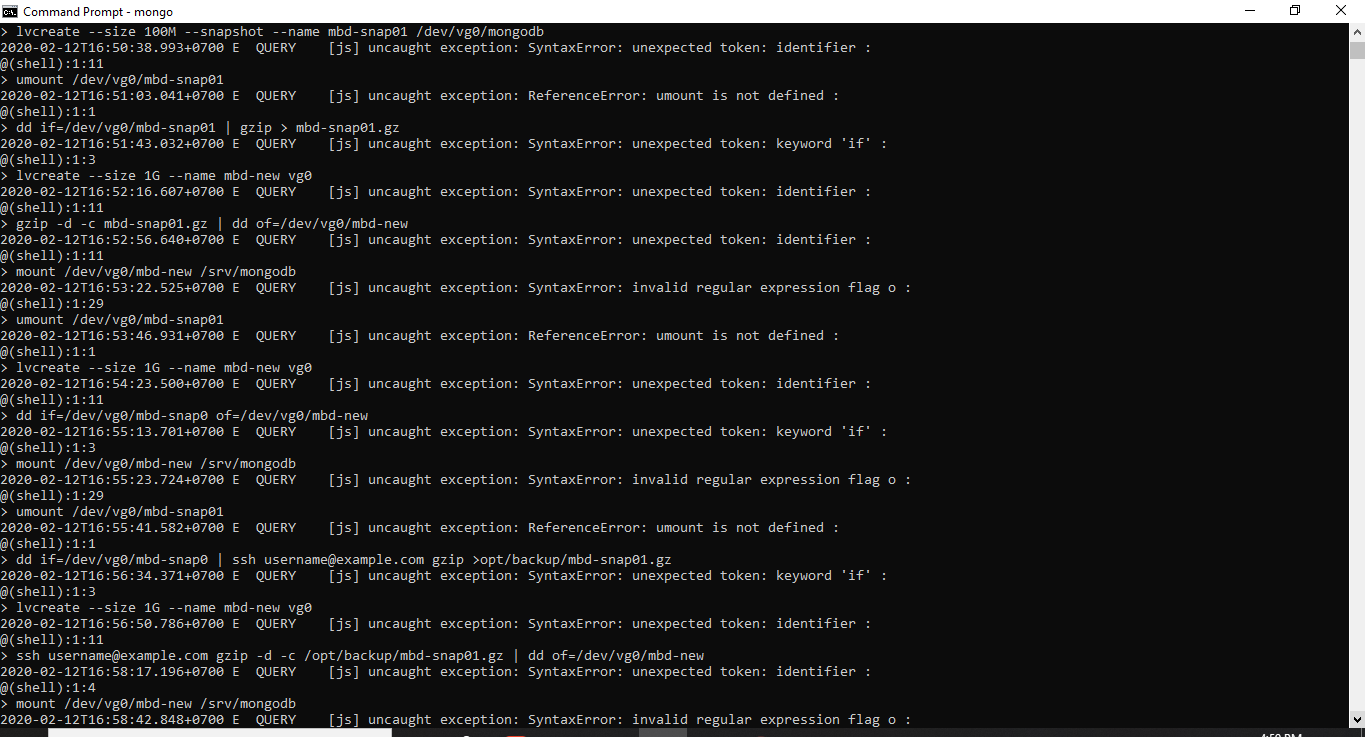 Command Prompt - mongo
> lvcreate --size 100M --snapshot --name mbd-snap01 /dev/vg0/mongodb
2020-02-12T16:50:38.993+0700 E  QUERY    [js] uncaught exception: SyntaxError: unexpected token: identifier :
@(shell):1:11
> umount /dev/vg0/mbd-snap01
2020-02-12T16:51:03.041+0700 E  QUERY    [js] uncaught exception: ReferenceError: umount is not defined :
@(shell):1:1
> dd if=/dev/vg0/mbd-snap01 | gzip > mbd-snap01.gz
2020-02-12T16:51:43.032+0700 E  QUERY    [js] uncaught exception: SyntaxError: unexpected token: keyword 'if' :
@(shell):1:3
> lvcreate --size 1G --name mbd-new vg0
2020-02-12T16:52:16.607+0700 E  QUERY    [js] uncaught exception: SyntaxError: unexpected token: identifier :
@(shell):1:11
> gzip -d -c mbd-snap01.gz | dd of=/dev/vg0/mbd-new
2020-02-12T16:52:56.640+0700 E  QUERY    [js] uncaught exception: SyntaxError: unexpected token: identifier :
@(shell):1:11
> mount /dev/vg0/mbd-new /srv/mongodb
2020-02-12T16:53:22.525+0700 E  QUERY    [js] uncaught exception: SyntaxError: invalid regular expression flag o :
@(shell):1:29
> umount /dev/vg0/mbd-snap01
2020-02-12T16:53:46.931+0700 E  QUERY    [js] uncaught exception: ReferenceError: umount is not defined :
@(shell):1:1
> lvcreate --size 1G --name mbd-new vg0
2020-02-12T16:54:23.500+0700 E  QUERY    [js] uncaught exception: SyntaxError: unexpected token: identifier :
@(shell):1:11
> dd if=/dev/vg0/mbd-snap0 of=/dev/vg0/mbd-new
2020-02-12T16:55:13.701+0700 E  QUERY    [js] uncaught exception: SyntaxError: unexpected token: keyword 'if' :
@(shell):1:3
> mount /dev/vg0/mbd-new /srv/mongodb
2020-02-12T16:55:23.724+0700 E  QUERY    [js] uncaught exception: SyntaxError: invalid regular expression flag o :
@(shell):1:29
> umount /dev/vg0/mbd-snap01
2020-02-12T16:55:41.582+0700 E  QUERY    [js] uncaught exception: ReferenceError: umount is not defined :
@(shell):1:1
> dd if=/dev/vg0/mbd-snap0 | ssh username@example.com gzip >opt/backup/mbd-snap01.gz
2020-02-12T16:56:34.371+0700 E  QUERY    [js] uncaught exception: SyntaxError: unexpected token: keyword 'if' :
@(shell):1:3
> lvcreate --size 1G --name mbd-new vg0
2020-02-12T16:56:50.786+0700 E  QUERY    [js] uncaught exception: SyntaxError: unexpected token: identifier :
@(shell):1:11
> ssh username@example.com gzip -d -c /opt/backup/mbd-snap01.gz | dd of=/dev/vg0/mbd-new
2020-02-12T16:58:17.196+0700 E  QUERY    [js] uncaught exception: SyntaxError: unexpected token: identifier :
@(shell):1:4
> mount /dev/vg0/mbd-new /srv/mongodb
2020-02-12T16:58:42.848+0700 E  QUERY    [js] uncaught exception: SyntaxError: invalid regular expression flag o :